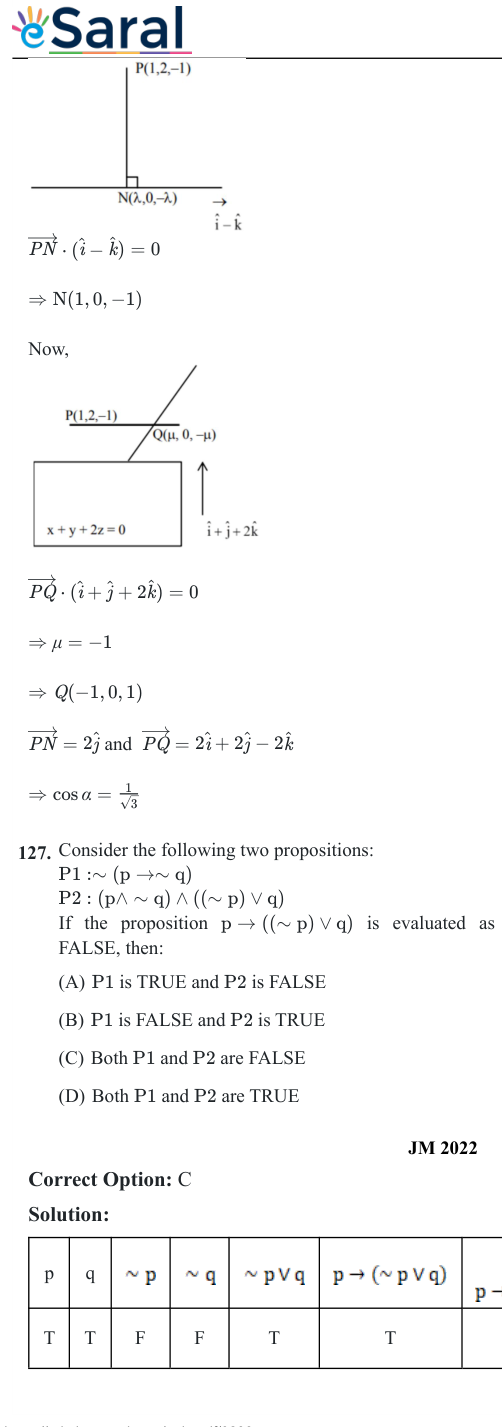 eSaral
P(1,2,–1)
N(λ,0,–λ)
î – k̂
PN⃗ · (î – k̂) = 0
⇒ N(1, 0, −1)
Now,
P(1,2,–1)
Q(μ, 0, –μ)
x + y + 2z = 0
î + ĵ + 2k̂
PQ⃗ · (î + ĵ + 2k̂) = 0
⇒ μ = −1
⇒ Q(−1, 0, 1)
PN⃗ = 2ĵ and PQ⃗ = 2î + 2ĵ − 2k̂
⇒ cos α = 1/√3
127. Consider the following two propositions:
P1 :∼ (p →∼ q)
P2 : (p∧ ∼ q) ∧ ((∼ p) ∨ q)
If the proposition p → ((∼ p) ∨ q) is evaluated as
FALSE, then:
(A) P1 is TRUE and P2 is FALSE
(B) P1 is FALSE and P2 is TRUE
(C) Both P1 and P2 are FALSE
(D) Both P1 and P2 are TRUE
JM 2022
Correct Option: C
Solution:
p q ~ p ~ q ~ p ∨ q p → (~ p ∨ q) p –
T T F F T T